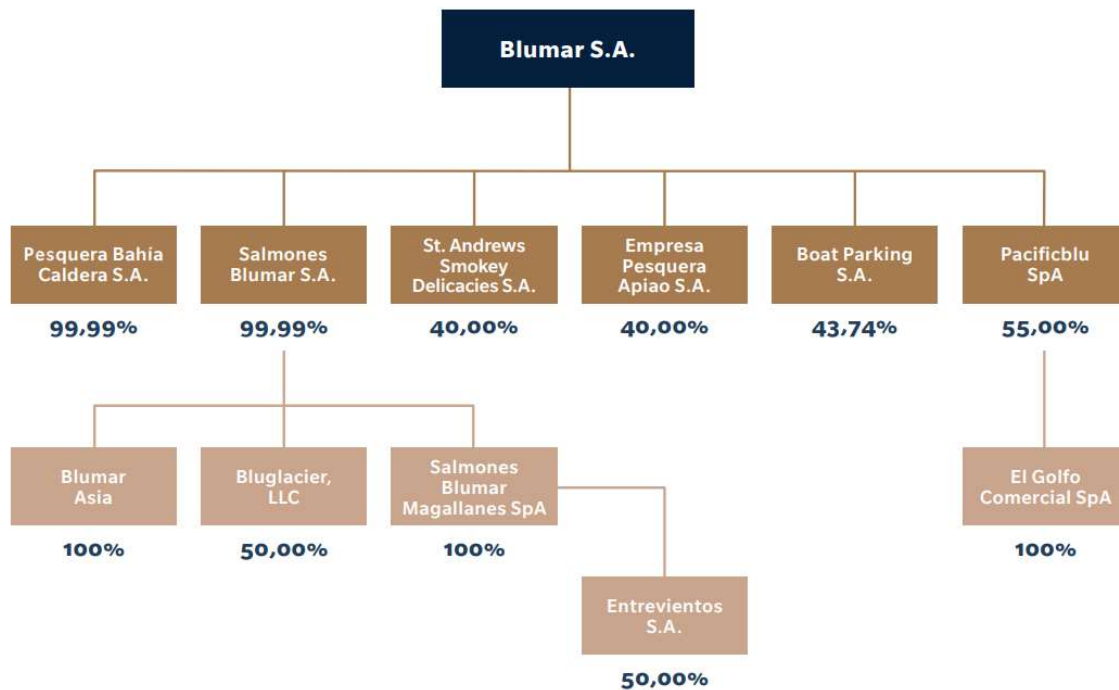 Blumar S.A.
Pesquera Bahía
Caldera S.A.
99,99%
Salmones
Blumar S.A.
99,99%
St. Andrews
Smokey
Delicacies S.A.
40,00%
Empresa
Pesquera
Apiao S.A.
40,00%
Boat Parking
S.A.
43,74%
Pacificblu
SpA
55,00%
Blumar
Asia
100%
Bluglacier,
LLC
50,00%
Salmones
Blumar
Magallanes SpA
100%
El Golfo
Comercial SpA
100%
Entrevientos
S.A.
50,00%